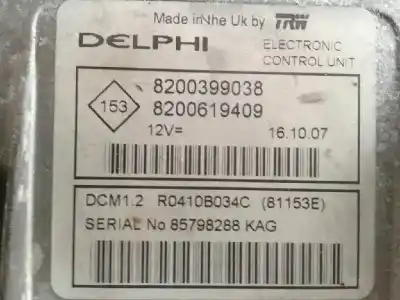 Made in the Uk by TRW
DELPHI
ELECTRONIC
CONTROL UNIT
153
8200399038
8200619409
12V= 16.10.07
DCM1.2 R0410B034C (81153E)
SERIAL No 85798288 KAG